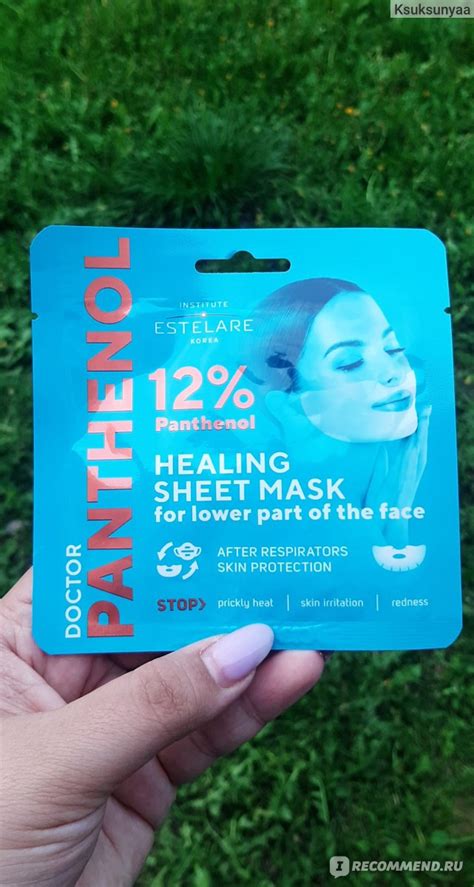 Ksuksunyaa
DOCTOR
PANTHENOL
INSTITUTE
ESTELARE
KOREA
12%
Panthenol
HEALING
SHEET MASK
for lower part of the face
AFTER RESPIRATORS
SKIN PROTECTION
STOP> prickly heat | skin irritation | redness
IRECOMMEND.RU